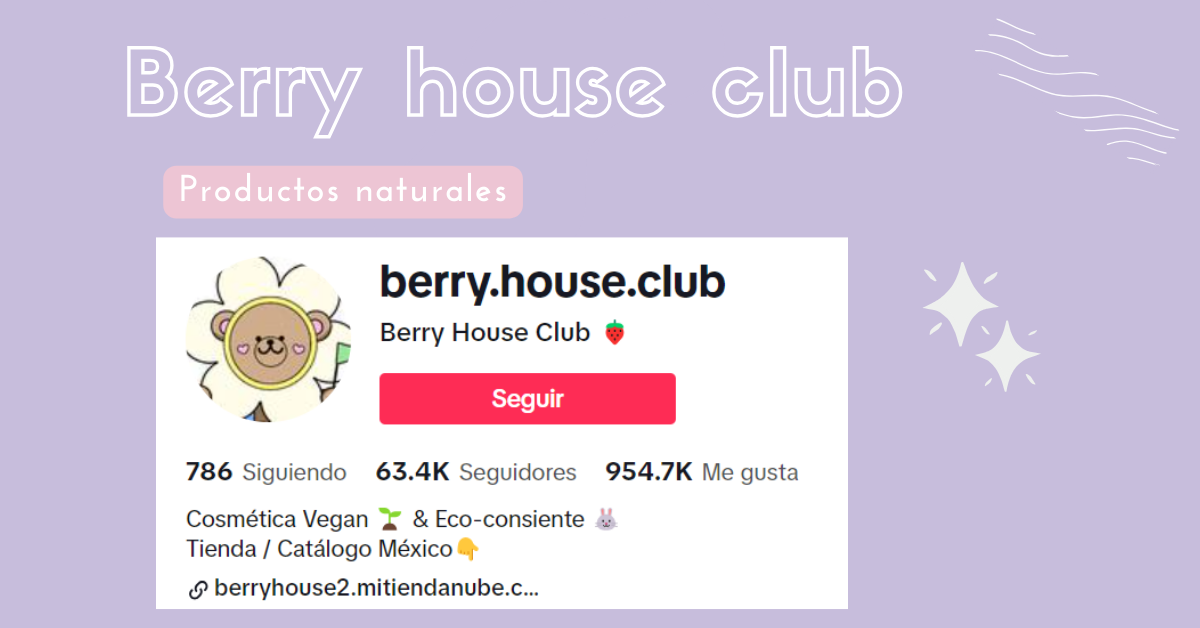 Berry house club
Productos naturales
berry.house.club
Berry House Club 🍓
Seguir
786 Siguiendo 63.4K Seguidores 954.7K Me gusta
Cosmética Vegan 🌱 & Eco-consiente 🐰
Tienda / Catálogo México👇
berryhouse2.mitiendanube.c...